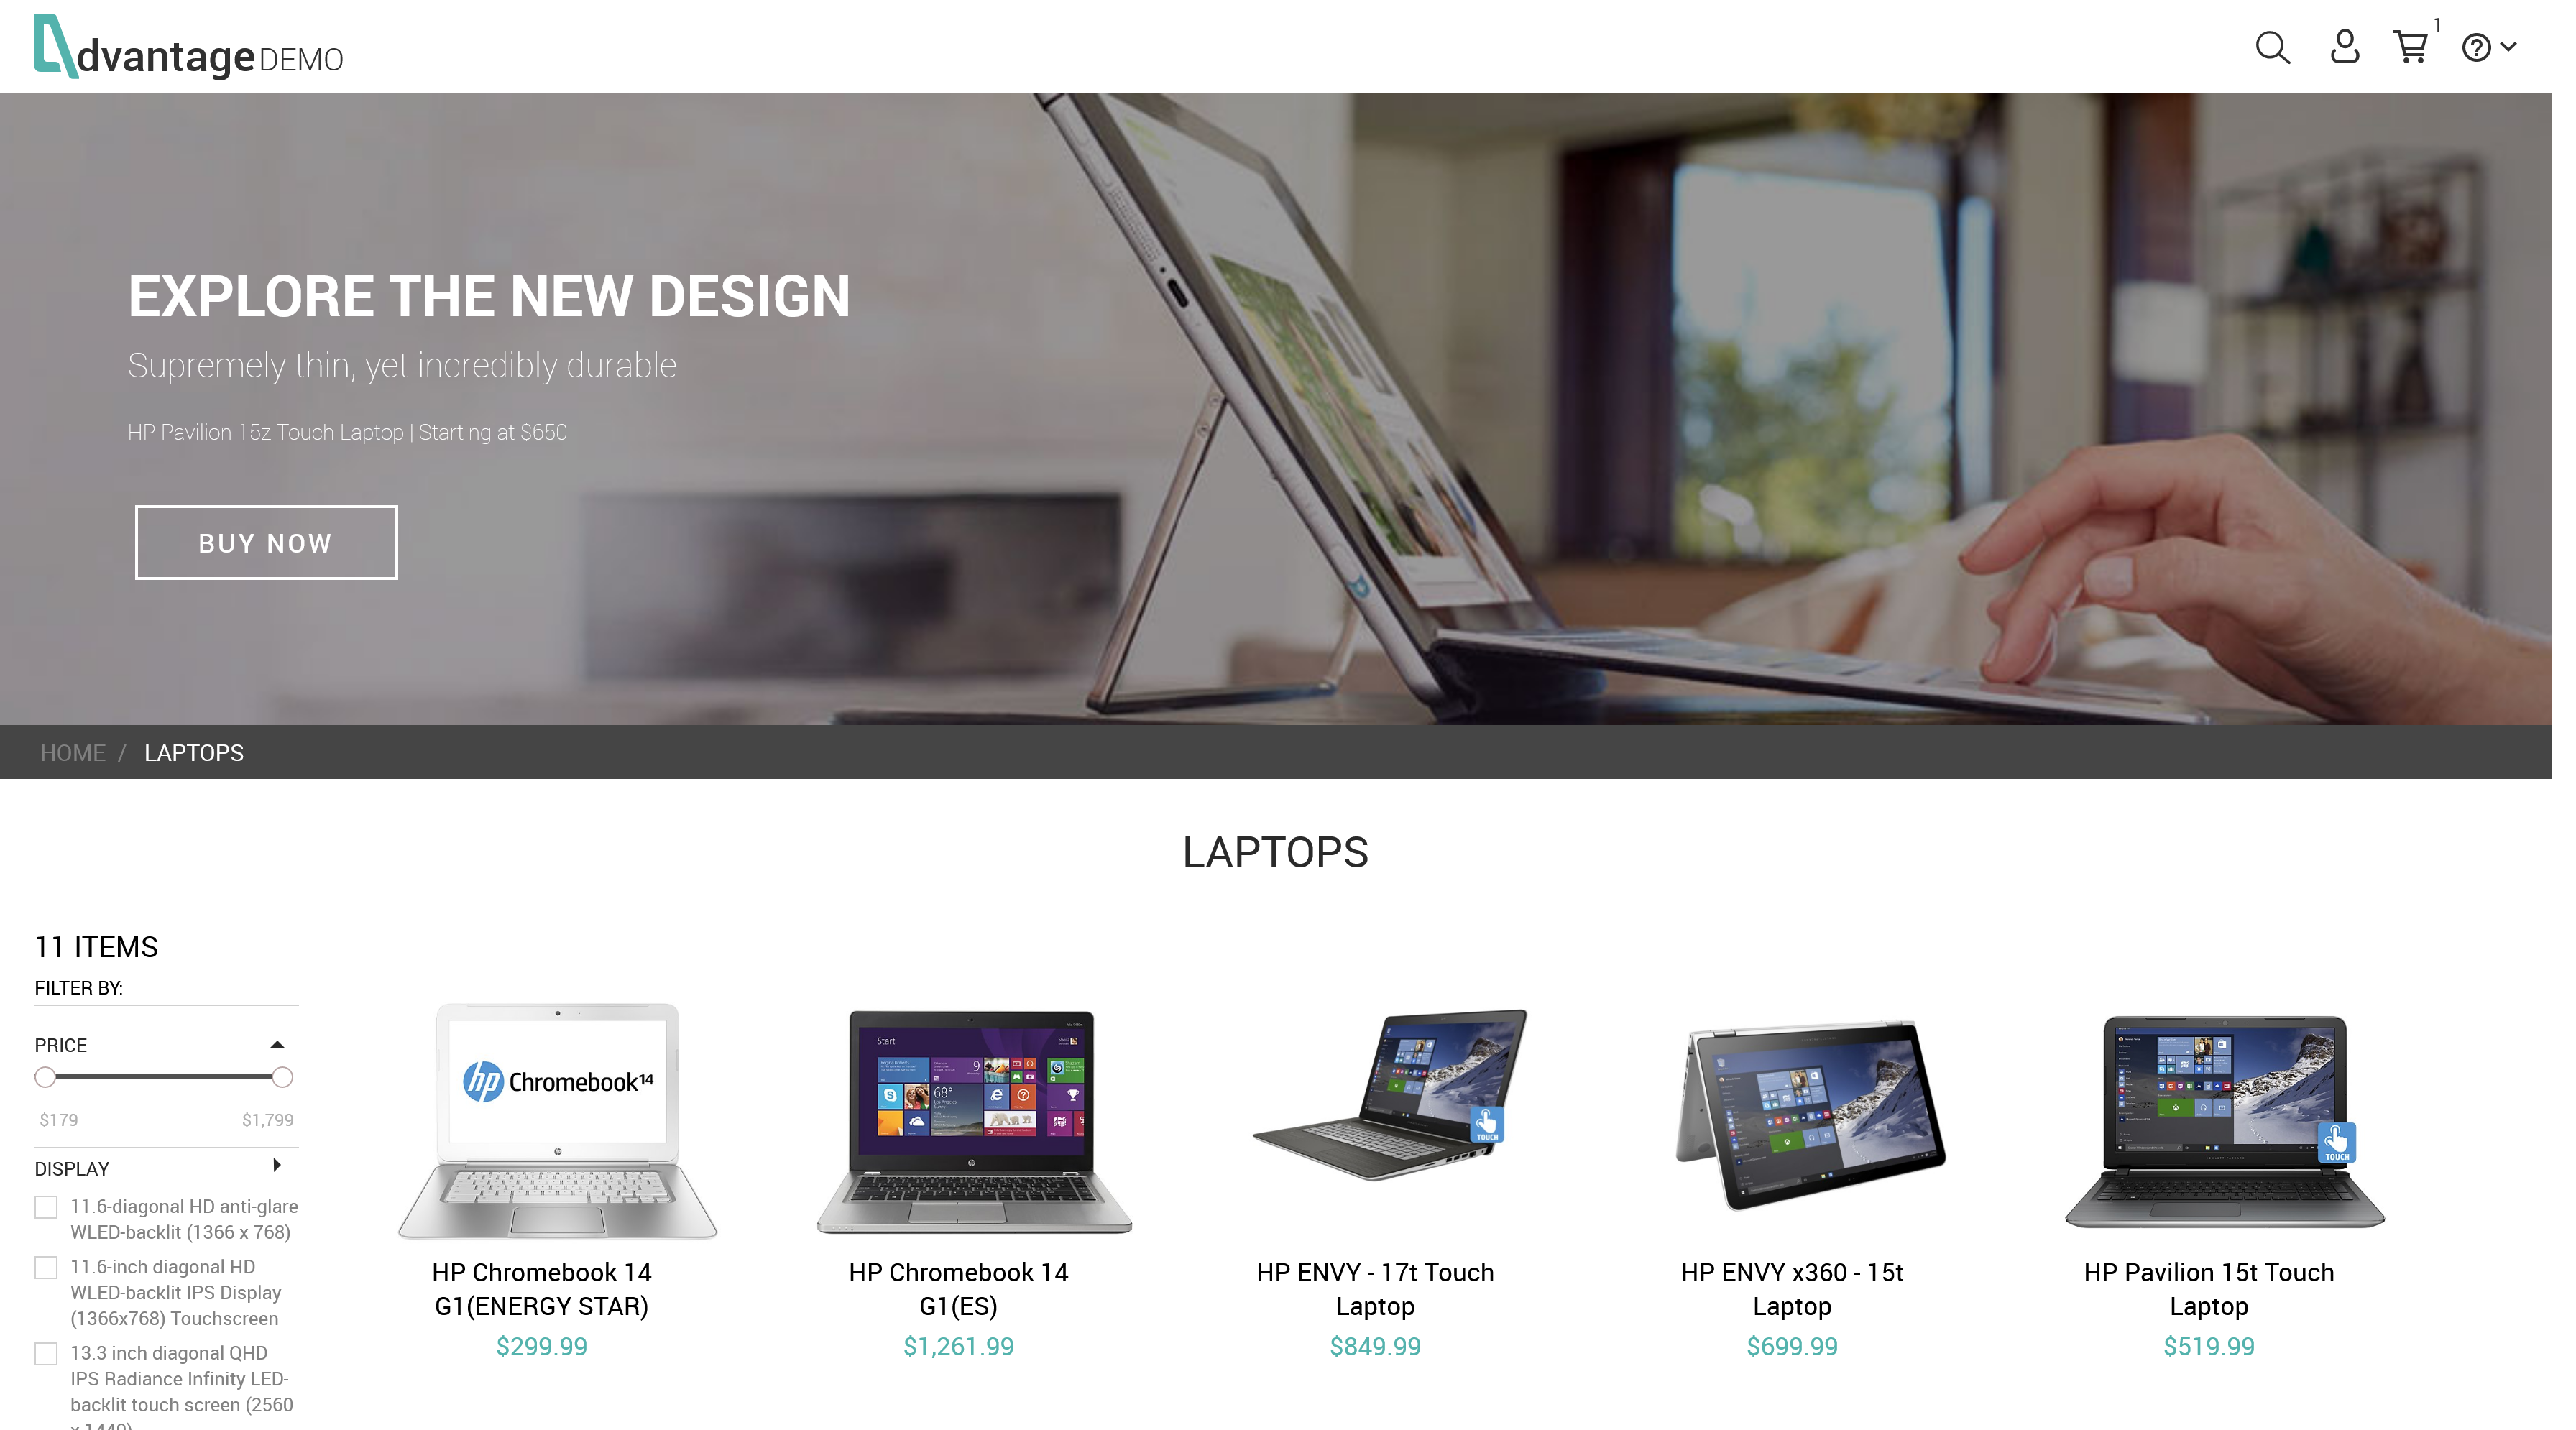 dvantage DEMO
1
EXPLORE THE NEW DESIGN
Supremely thin, yet incredibly durable
HP Pavilion 15z Touch Laptop | Starting at $650
BUY NOW
HOME / LAPTOPS
LAPTOPS
11 ITEMS
FILTER BY:
PRICE
$179 $1,799
DISPLAY
11.6-diagonal HD anti-glare
WLED-backlit (1366 x 768)
11.6-inch diagonal HD
WLED-backlit IPS Display
(1366x768) Touchscreen
13.3 inch diagonal QHD
IPS Radiance Infinity LED-
backlit touch screen (2560
x 1440)
hp Chromebook14
HP Chromebook 14
G1(ENERGY STAR)
$299.99
Start
68°
9
HP Chromebook 14
G1(ES)
$1,261.99
TOUCH
HP ENVY - 17t Touch
Laptop
$849.99
HP ENVY x360 - 15t
Laptop
$699.99
TOUCH
HP Pavilion 15t Touch
Laptop
$519.99